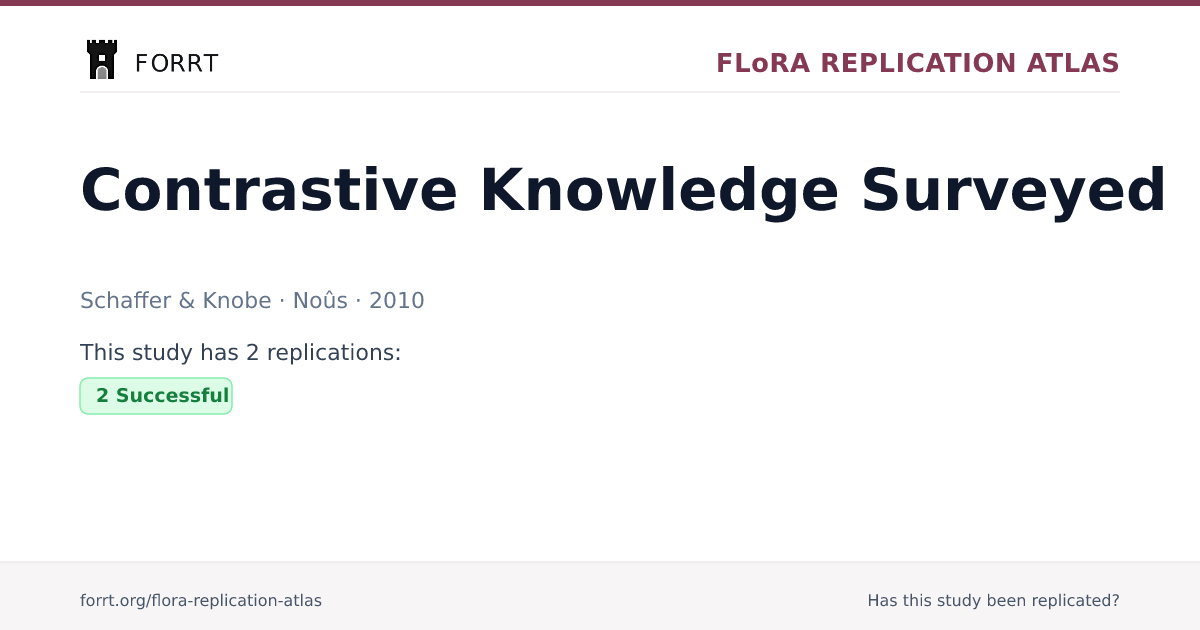 FORRT
FLoRA REPLICATION ATLAS
Contrastive Knowledge Surveyed
Schaffer & Knobe · Noûs · 2010
This study has 2 replications:
2 Successful
forrt.org/flora-replication-atlas
Has this study been replicated?